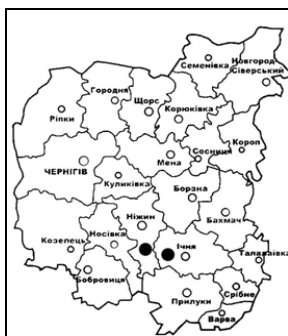 Семенівка
Новгород-
Сіверський
Городня
Щорс
Ріпки
Корюківка
Короп
Сосниця
Мена
ЧЕРНІГІВ
Куликівка
Борзна
Бахмач
Ніжин
Носівка
Козелець
Ічня
Талалаївка
Бобровиця
Прилуки
Срібне
Варва